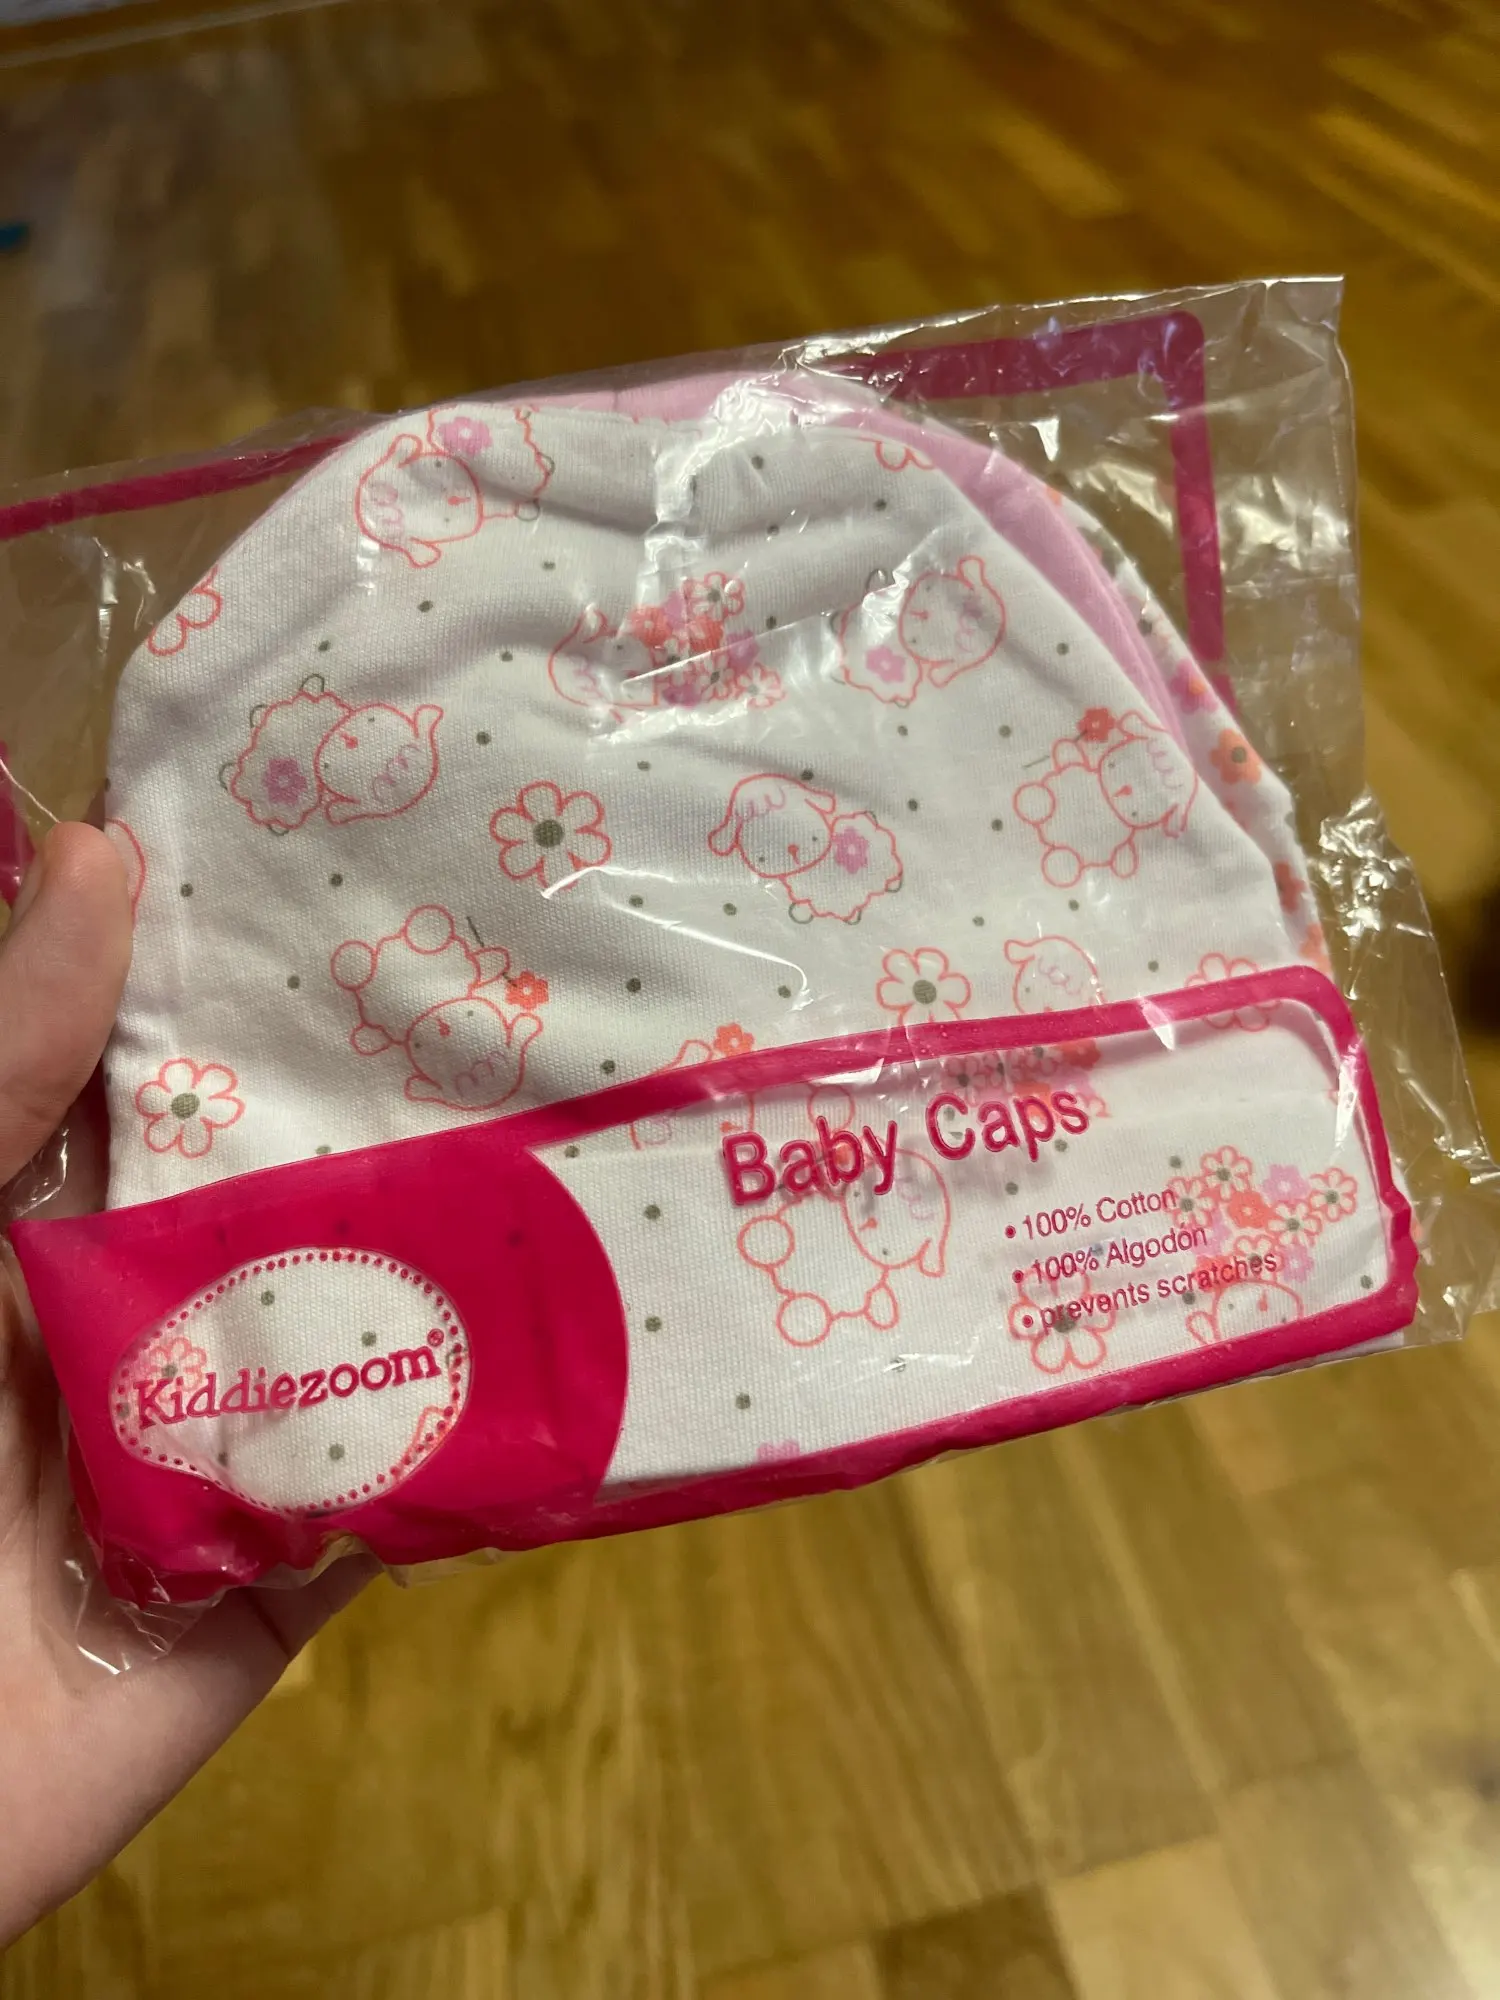 Baby Caps
• 100% Cotton
• 100% Algodón
• prevents scratches
Kiddiezoom®